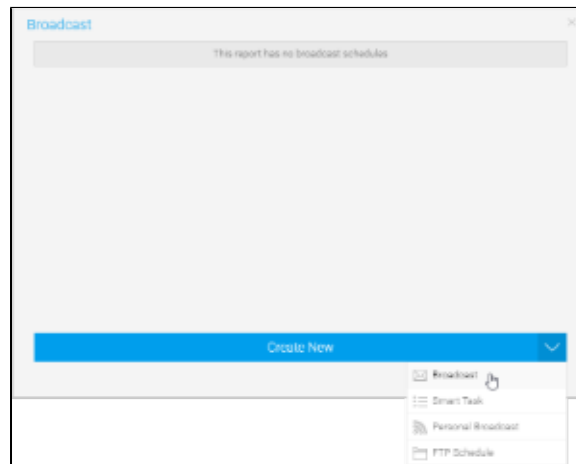 Broadcast
This report has no broadcast schedules
Create New
Broadcast
Smart Task
Personal Broadcast
FTP Schedule